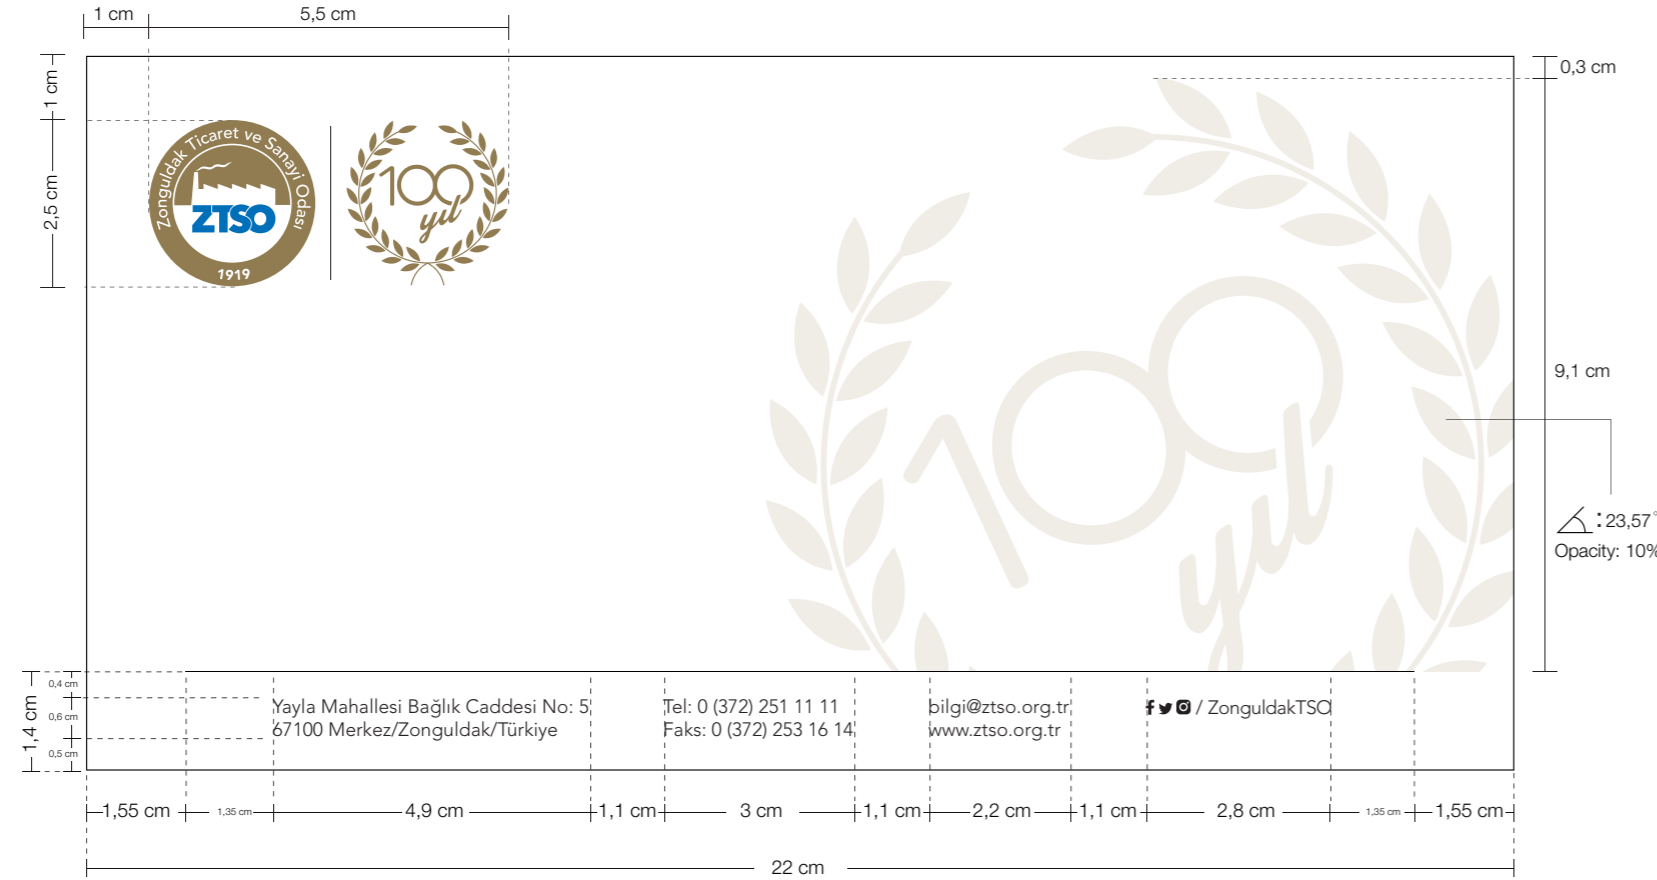 1 cm
5,5 cm
1 cm
0,3 cm
Zonguldak Ticaret ve Sanayi Odası
ZTSO
1919
100
yıl
2,5 cm
100
yıl
9,1 cm
: 23,57°
Opacity: 10%
1,4 cm
0,4 cm
0,6 cm
0,5 cm
Yayla Mahallesi Bağlık Caddesi No: 5
67100 Merkez/Zonguldak/Türkiye
Tel: 0 (372) 251 11 11
Faks: 0 (372) 253 16 14
bilgi@ztso.org.tr
www.ztso.org.tr
/ ZonguldakTSO
1,55 cm
1,35 cm
4,9 cm
1,1 cm
3 cm
1,1 cm
2,2 cm
1,1 cm
2,8 cm
1,35 cm
1,55 cm
22 cm